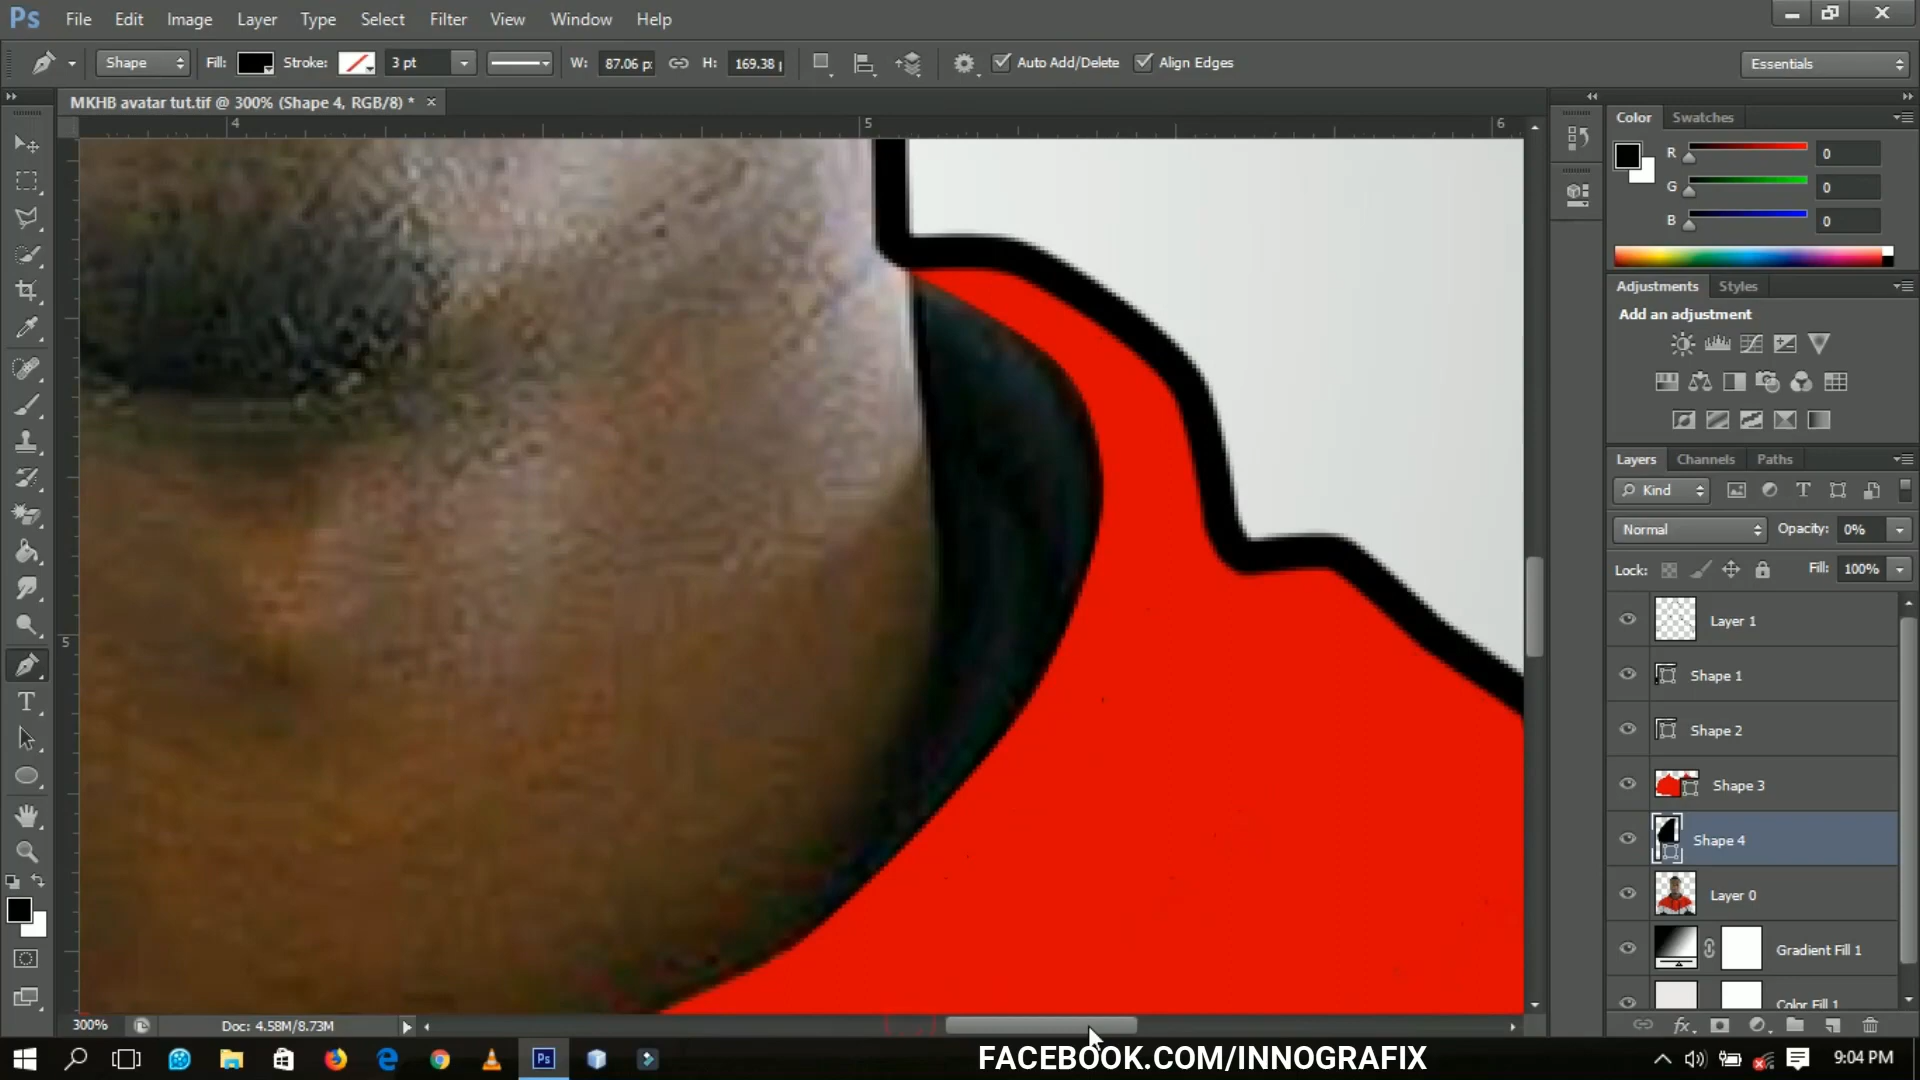 Ps File Edit Image Layer Type Select Filter View Window Help
Shape Fill: Stroke: 3 pt W: 87.06 p: H: 169.38 Auto Add/Delete Align Edges Essentials
MKHB avatar tut.tif @ 300% (Shape 4, RGB/8) *
4 5 6
5
Color Swatches
R 0
G 0
B 0
Adjustments Styles
Add an adjustment
Layers Channels Paths
Kind
Normal Opacity: 0%
Lock: Fill: 100%
Layer 1
Shape 1
Shape 2
Shape 3
Shape 4
Layer 0
Gradient Fill 1
Color Fill 1
300% Doc: 4.58M/8.73M
FACEBOOK.COM/INNOGRAFIX
9:04 PM